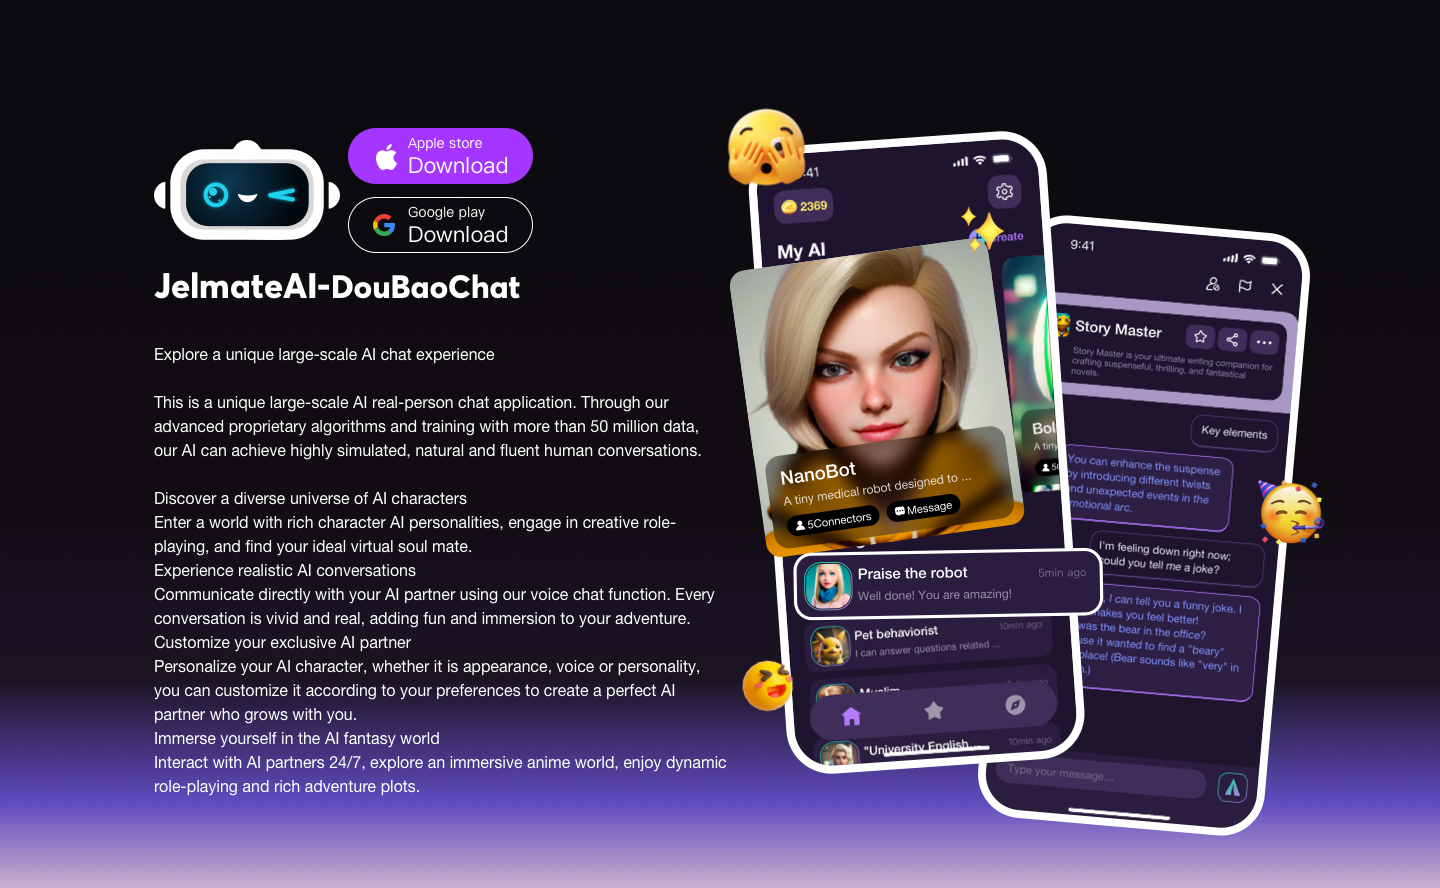 Apple store
Download
Google play
Download
JelmateAI-DouBaoChat
Explore a unique large-scale AI chat experience
This is a unique large-scale AI real-person chat application. Through our
advanced proprietary algorithms and training with more than 50 million data,
our AI can achieve highly simulated, natural and fluent human conversations.
Discover a diverse universe of AI characters
Enter a world with rich character AI personalities, engage in creative role-
playing, and find your ideal virtual soul mate.
Experience realistic AI conversations
Communicate directly with your AI partner using our voice chat function. Every
conversation is vivid and real, adding fun and immersion to your adventure.
Customize your exclusive AI partner
Personalize your AI character, whether it is appearance, voice or personality,
you can customize it according to your preferences to create a perfect AI
partner who grows with you.
Immerse yourself in the AI fantasy world
Interact with AI partners 24/7, explore an immersive anime world, enjoy dynamic
role-playing and rich adventure plots.
:41
2369
My AI
NanoBot
A tiny medical robot designed to ...
5Connectors
Message
Bol
A tiny
Praise the robot
5min ago
Well done! You are amazing!
Pet behaviorist
10min ago
I can answer questions related ...
"University English...
10min ago
9:41
Story Master
Story Master is your ultimate writing companion for
crafting suspenseful, thrilling, and fantastical
novels.
Key elements
You can enhance the suspense
by introducing different twists
and unexpected events in the
emotional arc.
I'm feeling down right now;
could you tell me a joke?
, I can tell you a funny joke. I
makes you feel better!
was the bear in the office?
use it wanted to find a "beary"
place! (Bear sounds like "very" in
Type your message...